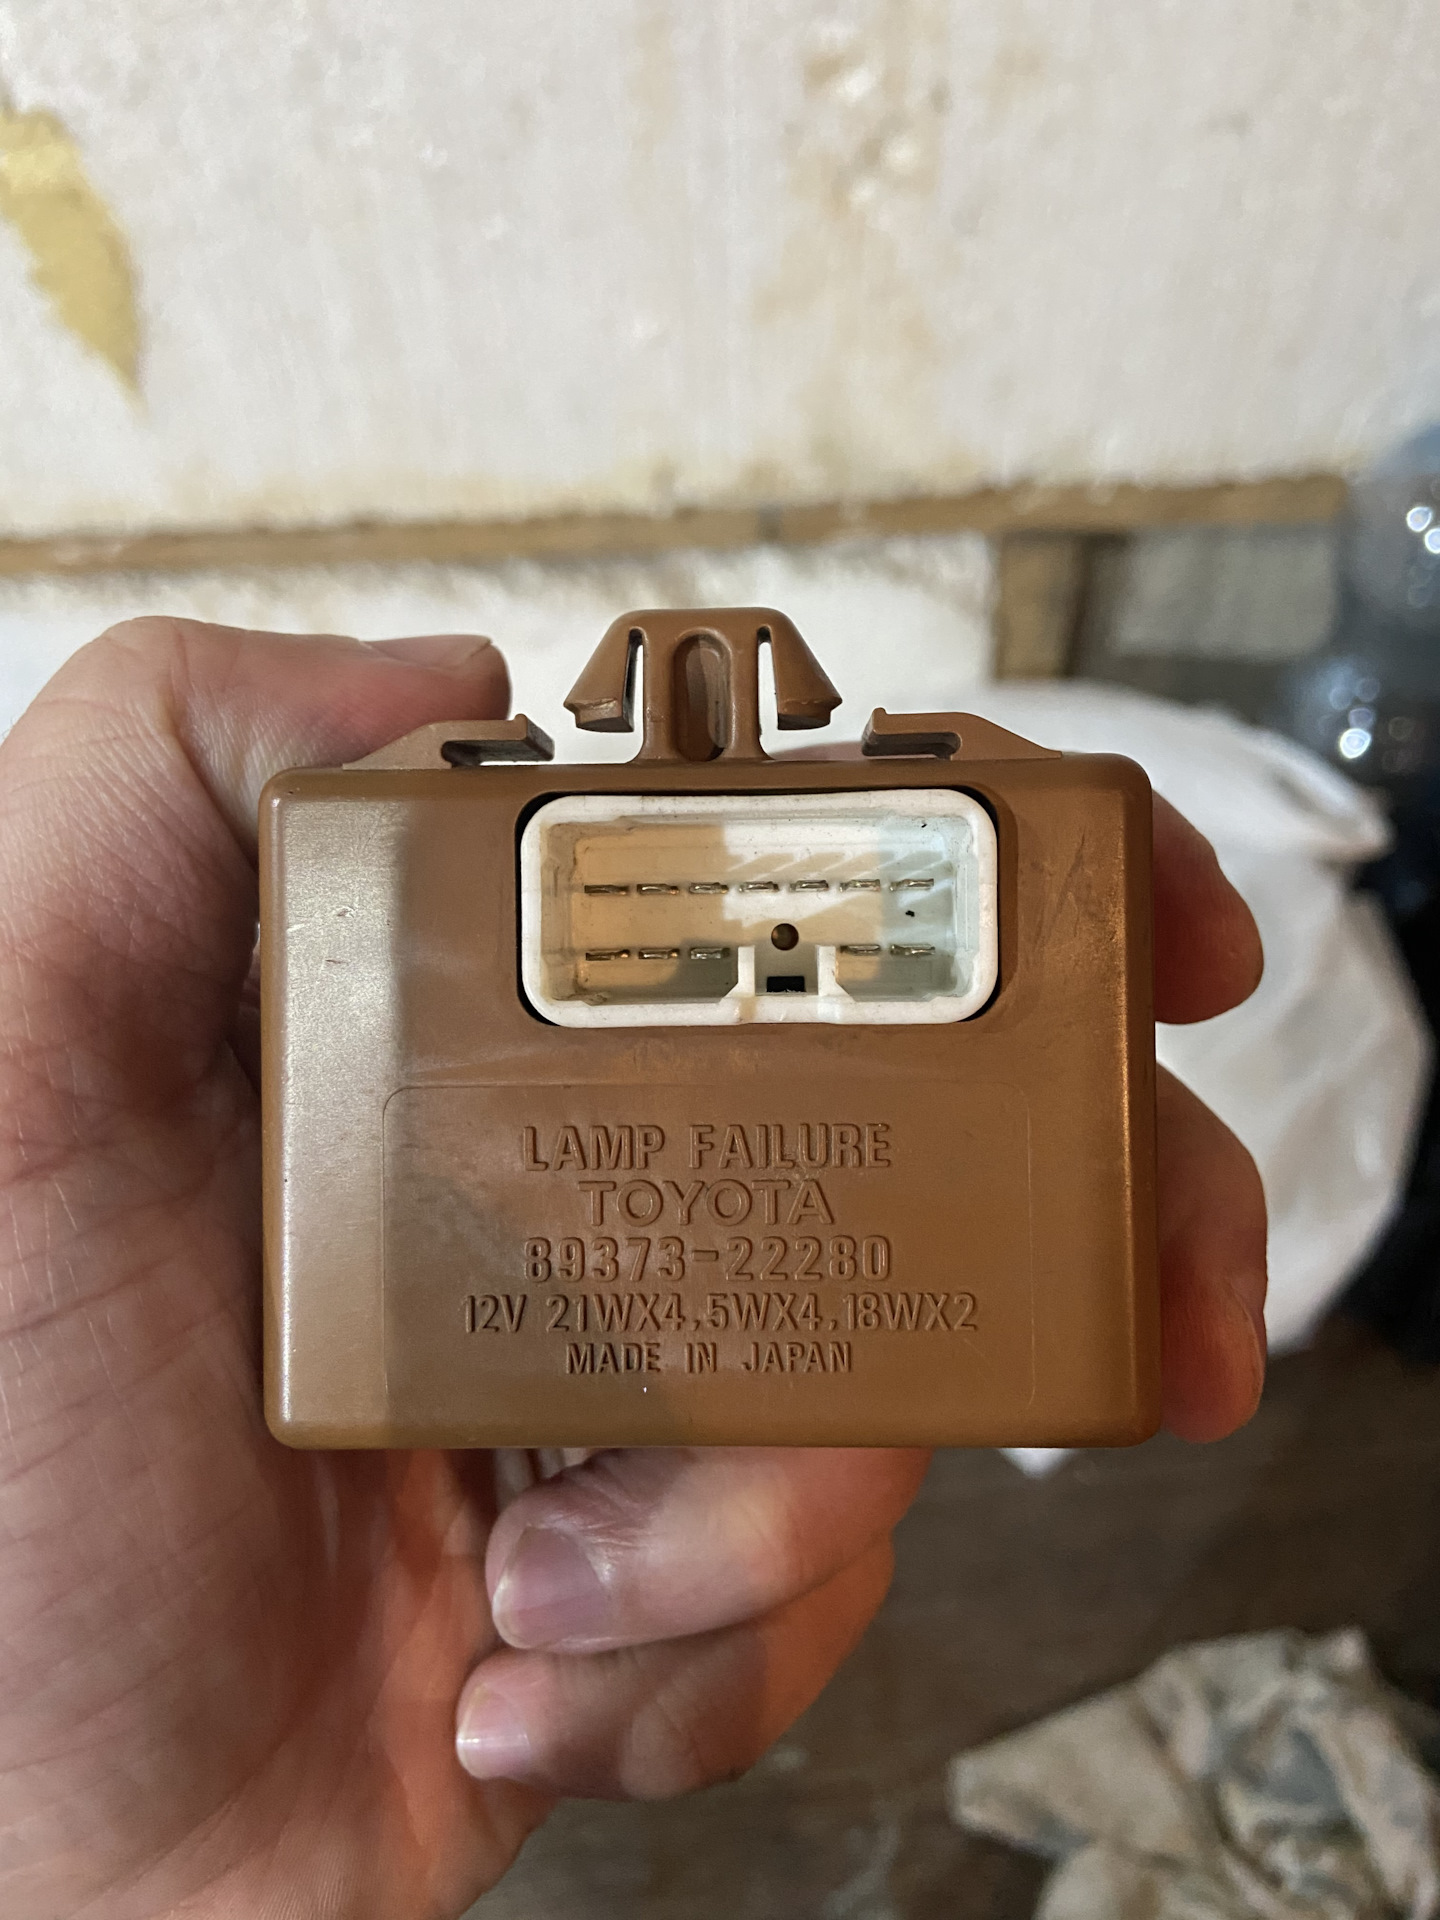 LAMP FAILURE
TOYOTA
89373-22280
12V 21WX4,5WX4,18WX2
MADE IN JAPAN